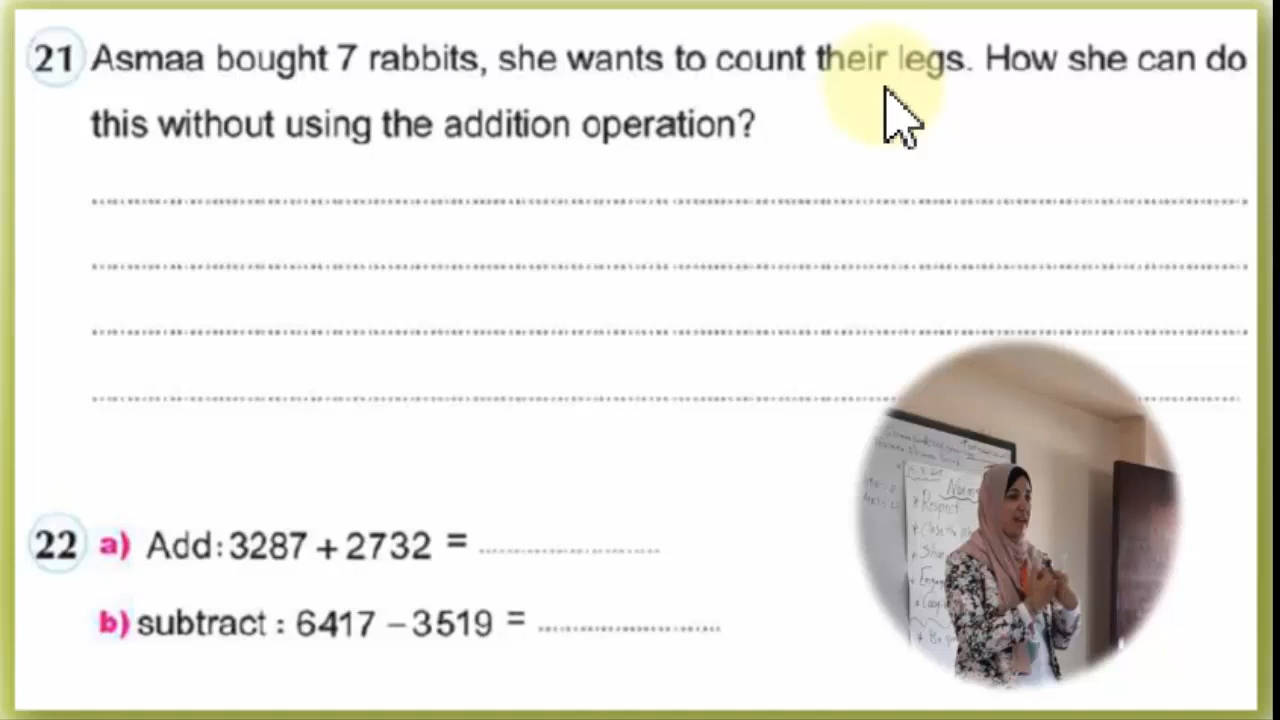 21 Asmaa bought 7 rabbits, she wants to count their legs. How she can do
this without using the addition operation?
22 a) Add: 3287 + 2732 =
b) subtract : 6417 – 3519 =
Respect